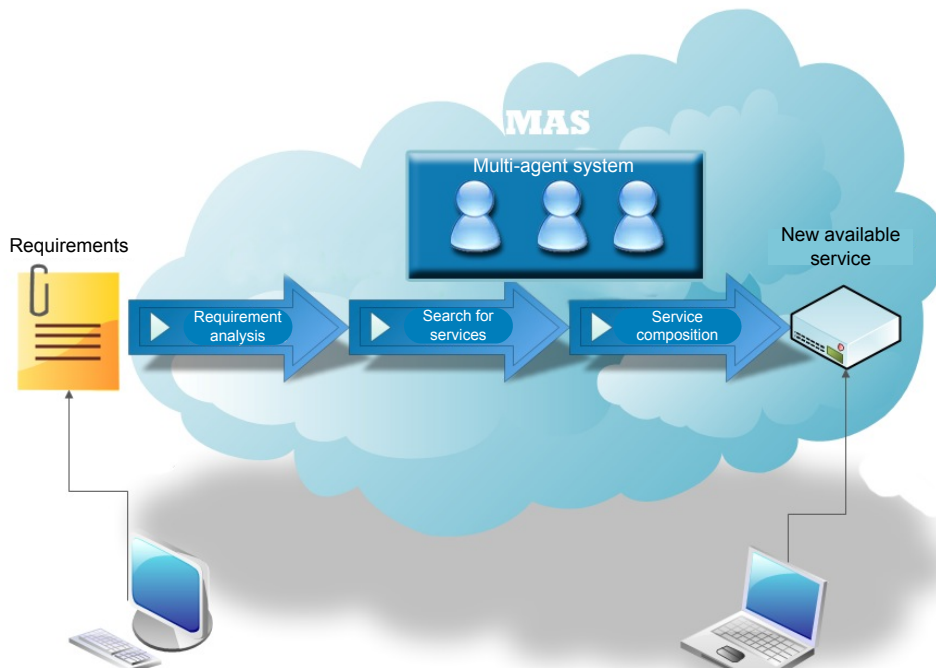 MAS
Multi-agent system
Requirements
New available
service
Requirement
analysis
Search for
services
Service
composition